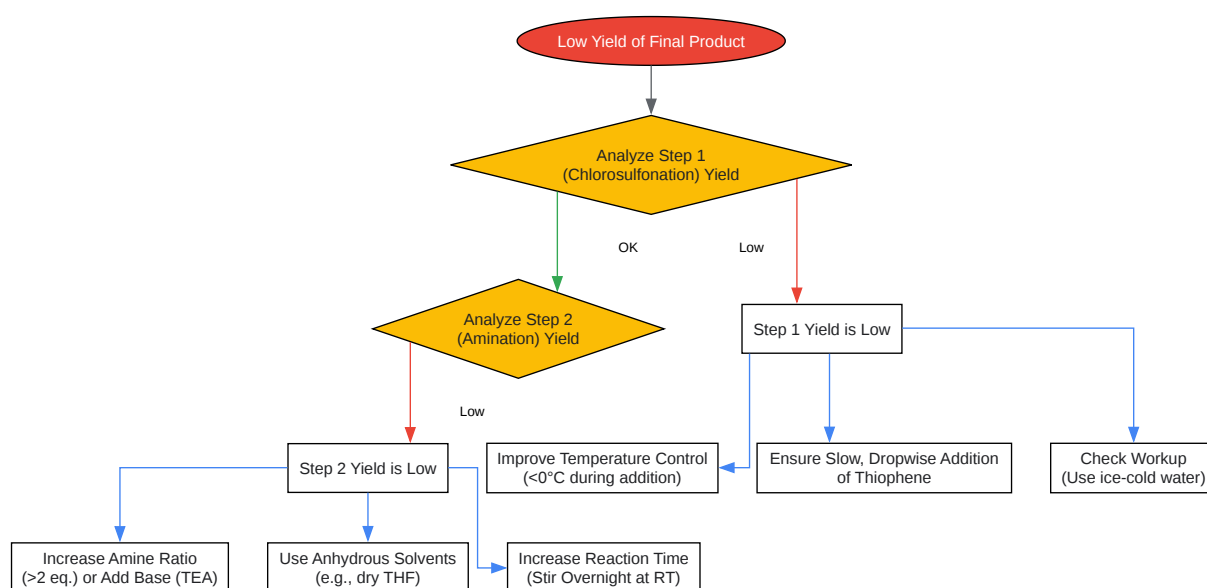 Low Yield of Final Product
Analyze Step 1
(Chlorosulfonation) Yield
OK
Low
Analyze Step 2
(Amination) Yield
Step 1 Yield is Low
Low
Step 2 Yield is Low
Improve Temperature Control
(<0°C during addition)
Ensure Slow, Dropwise Addition
of Thiophene
Check Workup
(Use ice-cold water)
Increase Amine Ratio
(>2 eq.) or Add Base (TEA)
Use Anhydrous Solvents
(e.g., dry THF)
Increase Reaction Time
(Stir Overnight at RT)